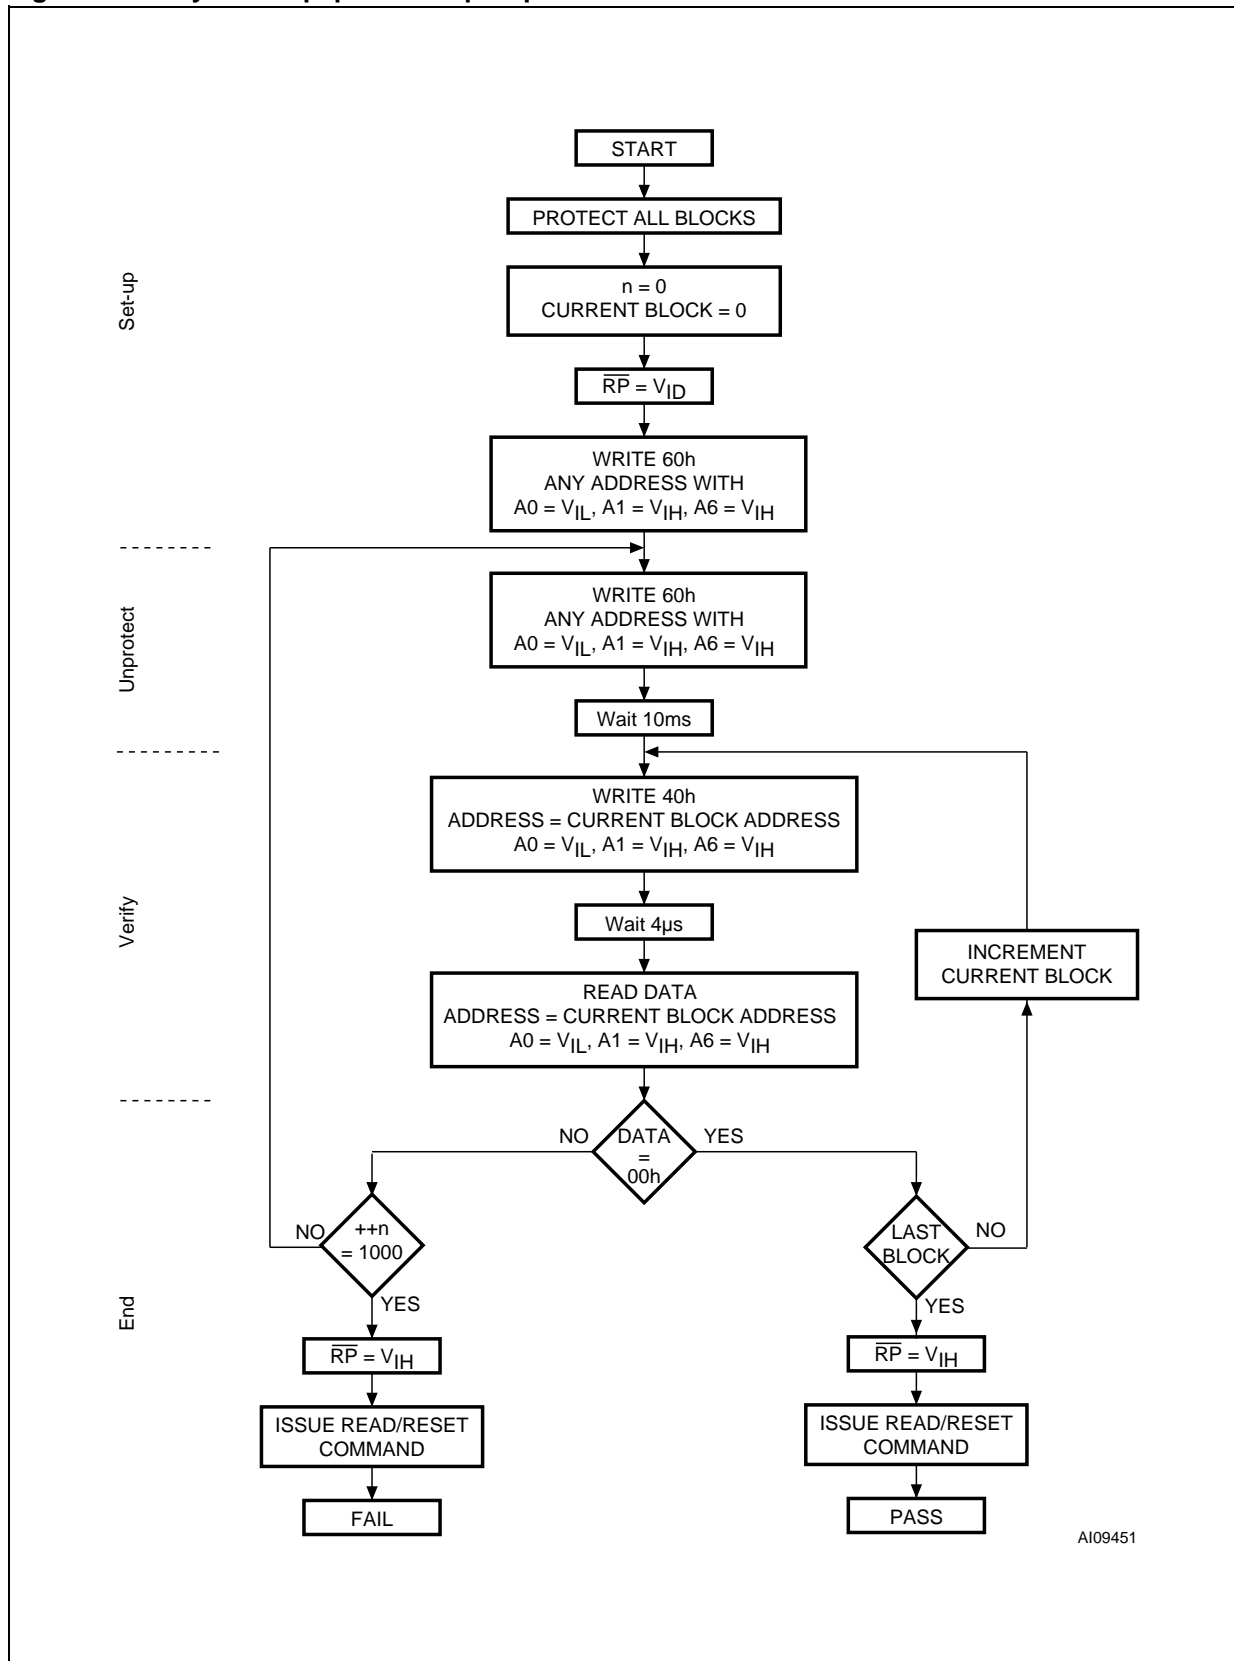 START
PROTECT ALL BLOCKS
Set-up
n = 0
CURRENT BLOCK = 0
RP = VID
WRITE 60h
ANY ADDRESS WITH
A0 = VIL, A1 = VIH, A6 = VIH
Unprotect
WRITE 60h
ANY ADDRESS WITH
A0 = VIL, A1 = VIH, A6 = VIH
Wait 10ms
Verify
WRITE 40h
ADDRESS = CURRENT BLOCK ADDRESS
A0 = VIL, A1 = VIH, A6 = VIH
Wait 4µs
INCREMENT
CURRENT BLOCK
READ DATA
ADDRESS = CURRENT BLOCK ADDRESS
A0 = VIL, A1 = VIH, A6 = VIH
NO
DATA
=
00h
YES
End
NO
++n
= 1000
YES
LAST
BLOCK
NO
YES
RP = VIH
RP = VIH
ISSUE READ/RESET
COMMAND
ISSUE READ/RESET
COMMAND
FAIL
PASS
AI09451